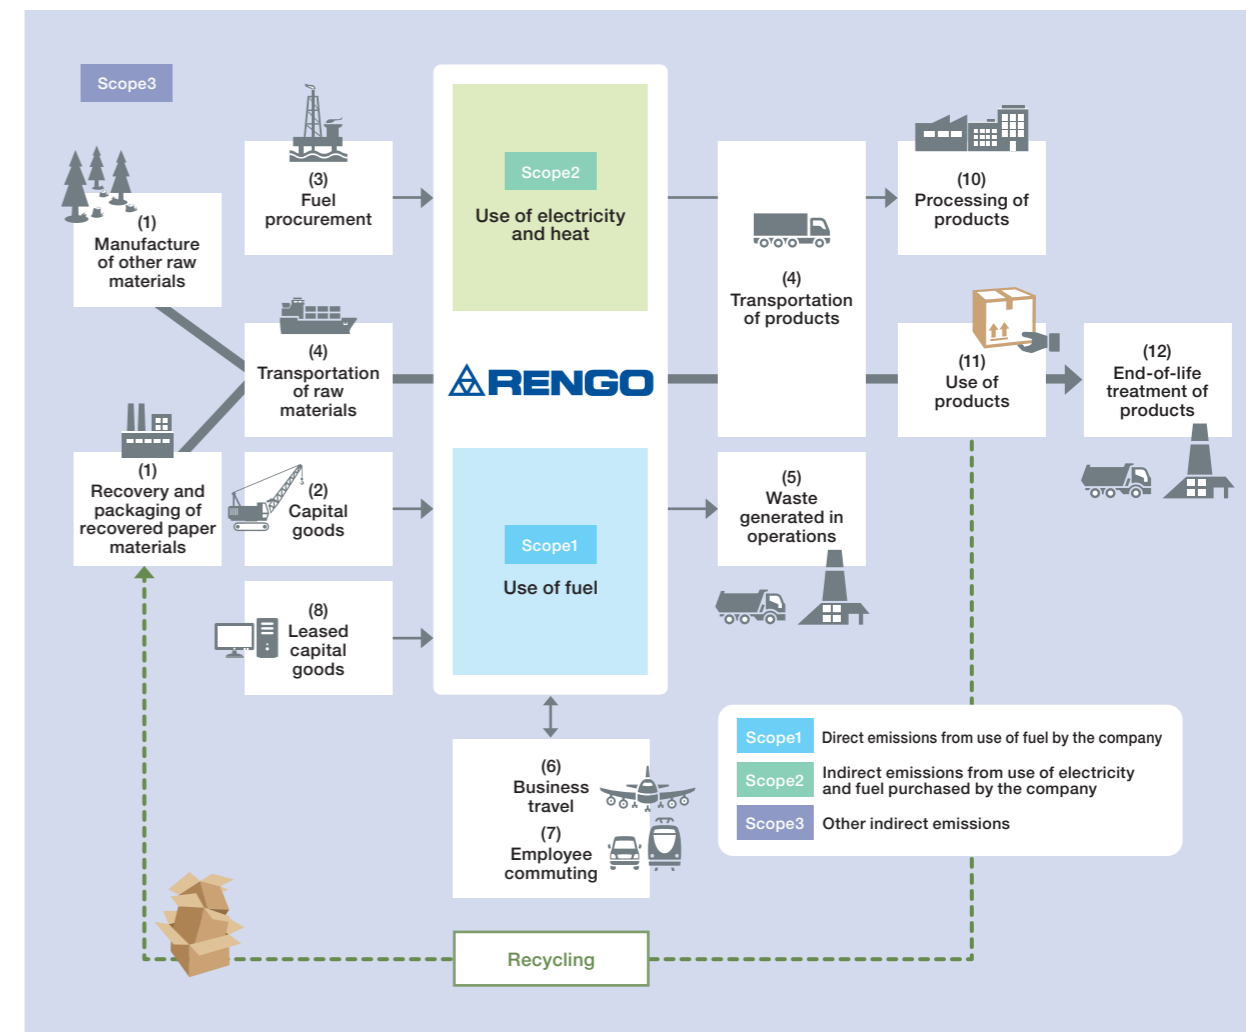 Scope3
(1)
Manufacture
of other raw
materials
(1)
Recovery and
packaging of
recovered paper
materials
(3)
Fuel
procurement
(4)
Transportation
of raw
materials
(2)
Capital
goods
(8)
Leased
capital
goods
Scope2
Use of electricity
and heat
RENGO
Scope1
Use of fuel
(6)
Business
travel
(7)
Employee
commuting
(4)
Transportation
of products
(5)
Waste
generated in
operations
(10)
Processing of
products
(11)
Use of
products
(12)
End-of-life
treatment of
products
Scope1 Direct emissions from use of fuel by the company
Scope2 Indirect emissions from use of electricity
and fuel purchased by the company
Scope3 Other indirect emissions
Recycling